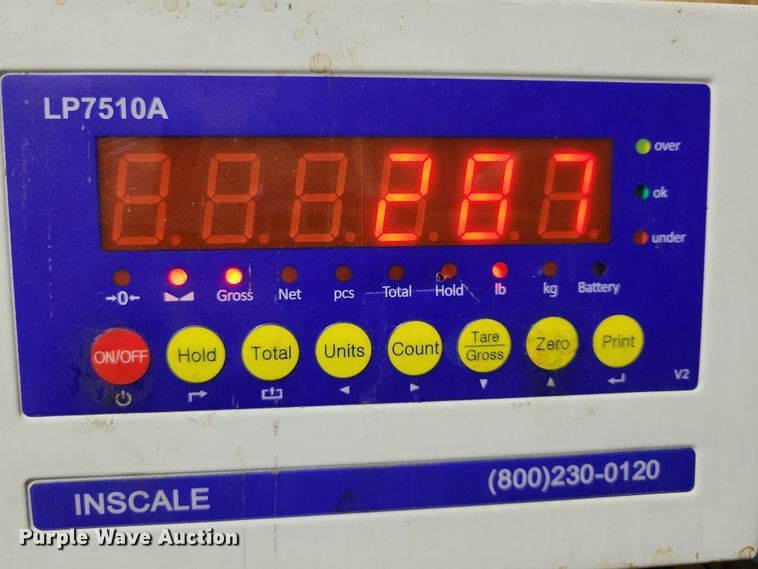 LP7510A
287
over
ok
under
→0← Gross Net pcs Total Hold lb kg Battery
ON/OFF Hold Total Units Count Tare Gross Zero Print
V2
INSCALE (800)230-0120
Purple Wave Auction